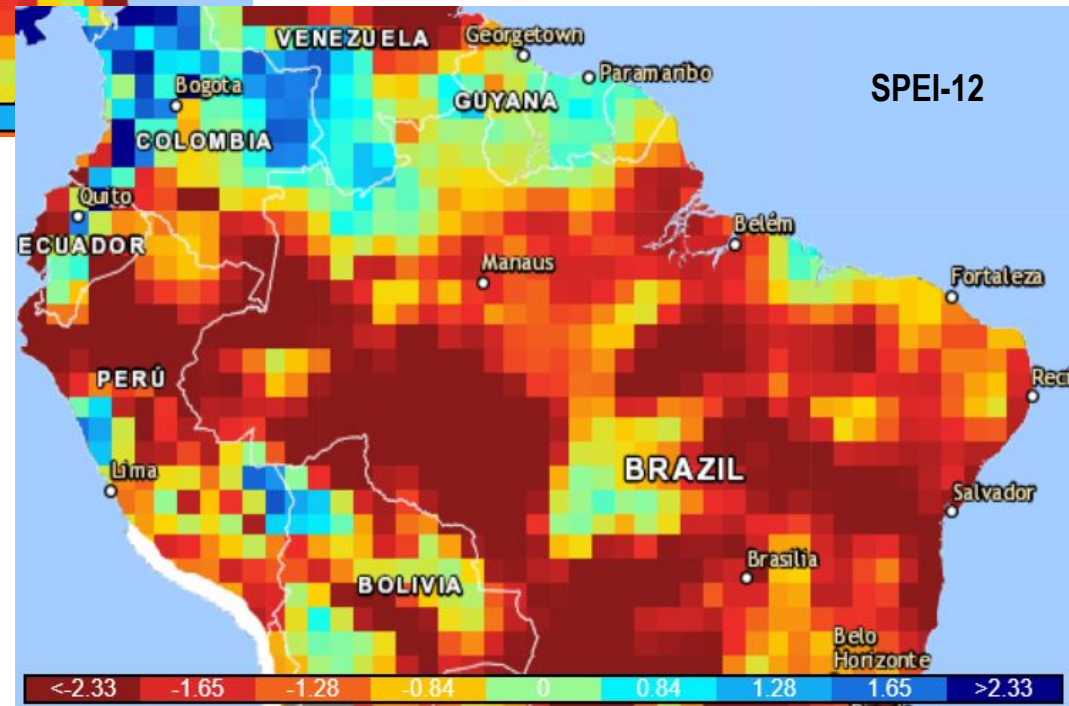 VENEZUELA
Georgetown
Paramaribo
SPEI-12
Bogota
GUYANA
COLOMBIA
Quito
ECUADOR
Belém
Manaus
Fortaleza
PERÚ
Reci
Lima
BRAZIL
Salvador
Brasilia
BOLIVIA
Belo
Horizonte
<-2.33 -1.65 -1.28 -0.84 0 0.84 1.28 1.65 >2.33